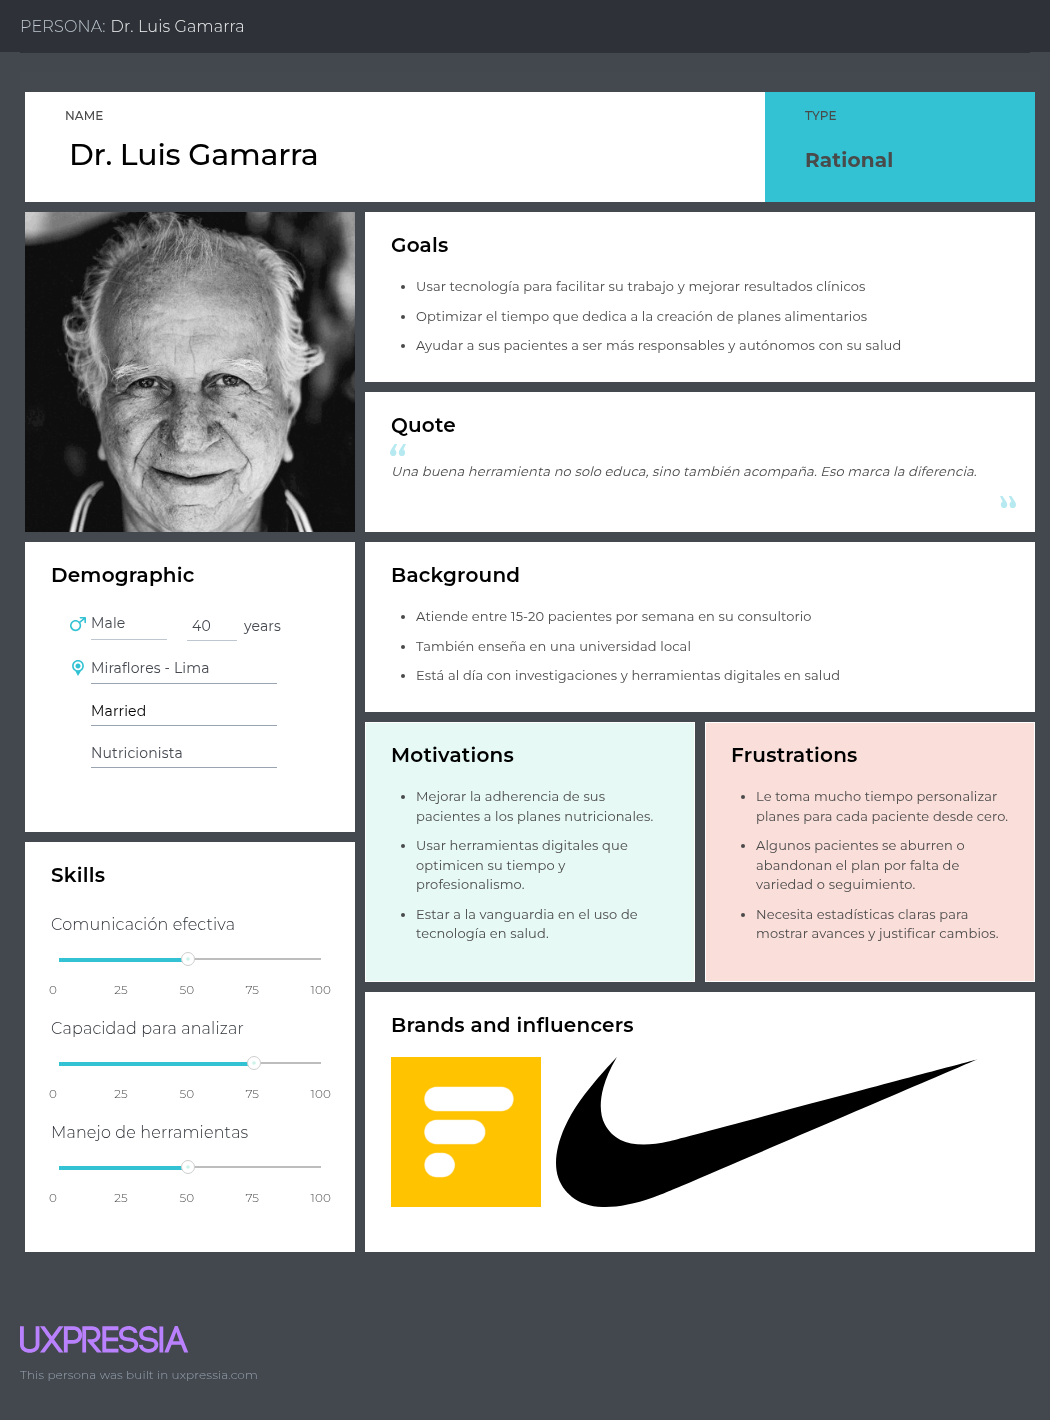 PERSONA: Dr. Luis Gamarra
NAME
Dr. Luis Gamarra
TYPE
Rational
Goals
Usar tecnología para facilitar su trabajo y mejorar resultados clínicos
Optimizar el tiempo que dedica a la creación de planes alimentarios
Ayudar a sus pacientes a ser más responsables y autónomos con su salud
Quote
“
Una buena herramienta no solo educa, sino también acompaña. Eso marca la diferencia.
”
Demographic
Male 40 years
Miraflores - Lima
Married
Nutricionista
Background
Atiende entre 15-20 pacientes por semana en su consultorio
También enseña en una universidad local
Está al día con investigaciones y herramientas digitales en salud
Motivations
Mejorar la adherencia de sus
pacientes a los planes nutricionales.
Usar herramientas digitales que
optimicen su tiempo y
profesionalismo.
Estar a la vanguardia en el uso de
tecnología en salud.
Frustrations
Le toma mucho tiempo personalizar
planes para cada paciente desde cero.
Algunos pacientes se aburren o
abandonan el plan por falta de
variedad o seguimiento.
Necesita estadísticas claras para
mostrar avances y justificar cambios.
Skills
Comunicación efectiva
0 25 50 75 100
Capacidad para analizar
0 25 50 75 100
Manejo de herramientas
0 25 50 75 100
Brands and influencers
UXPRESSIA
This persona was built in uxpressia.com